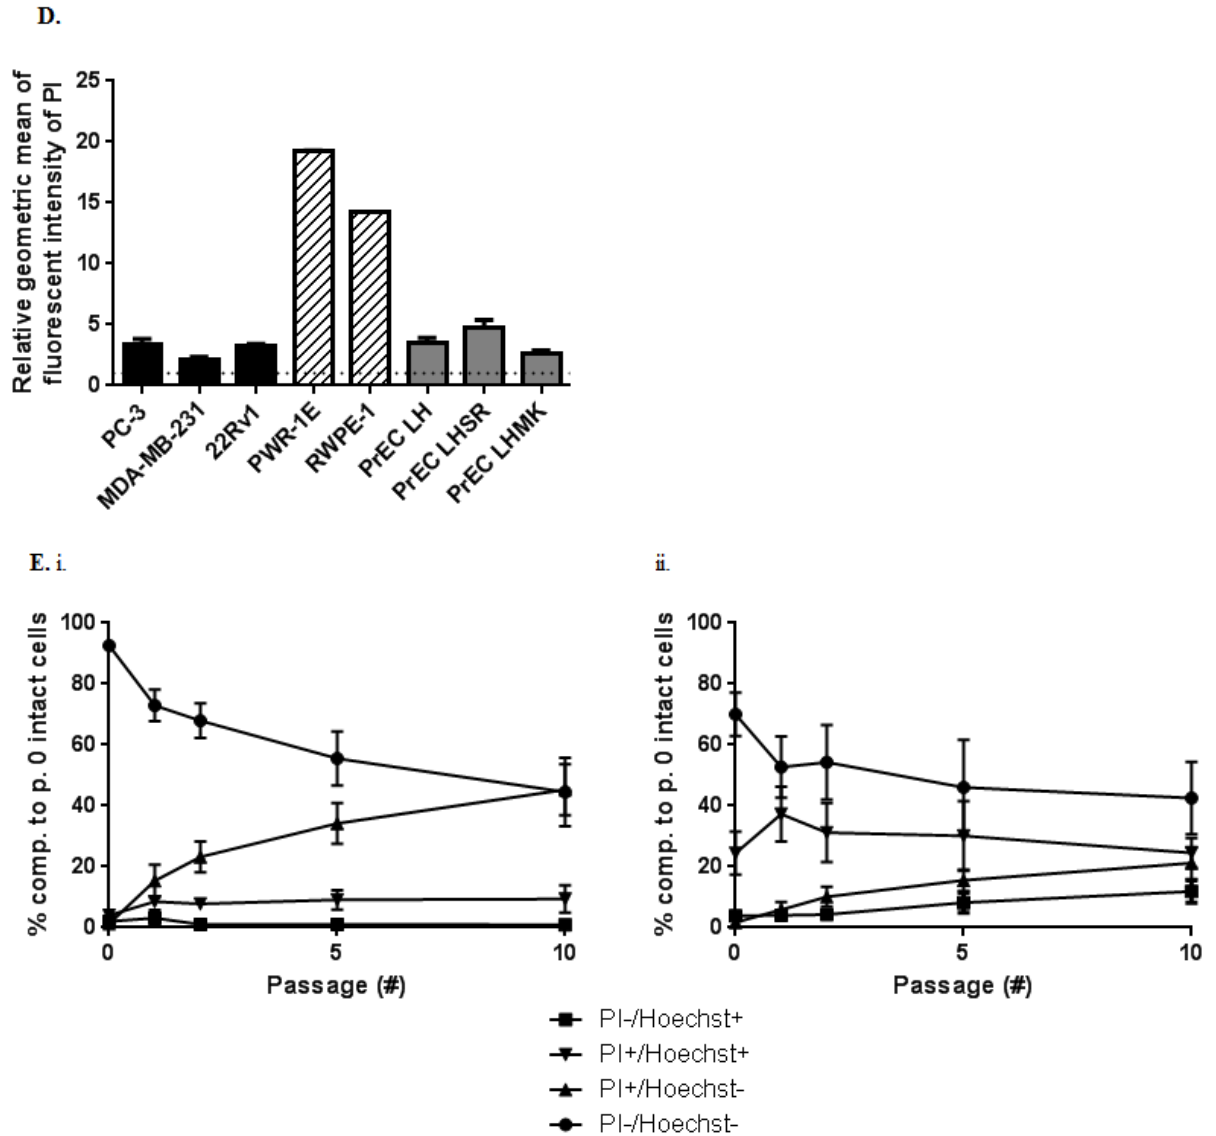 D.
Relative geometric mean of
fluorescent intensity of PI
25
20
15
10
5
0
PC-3
MDA-MB-231
22Rv1
PWR-1E
RWPE-1
PrEC LH
PrEC LHSR
PrEC LHMK
E. i.
% comp. to p. 0 intact cells
100
80
60
40
20
0
0 5 10
Passage (#)
ii.
% comp. to p. 0 intact cells
100
80
60
40
20
0
0 5 10
Passage (#)
PI-/Hoechst+
PI+/Hoechst+
PI+/Hoechst-
PI-/Hoechst-